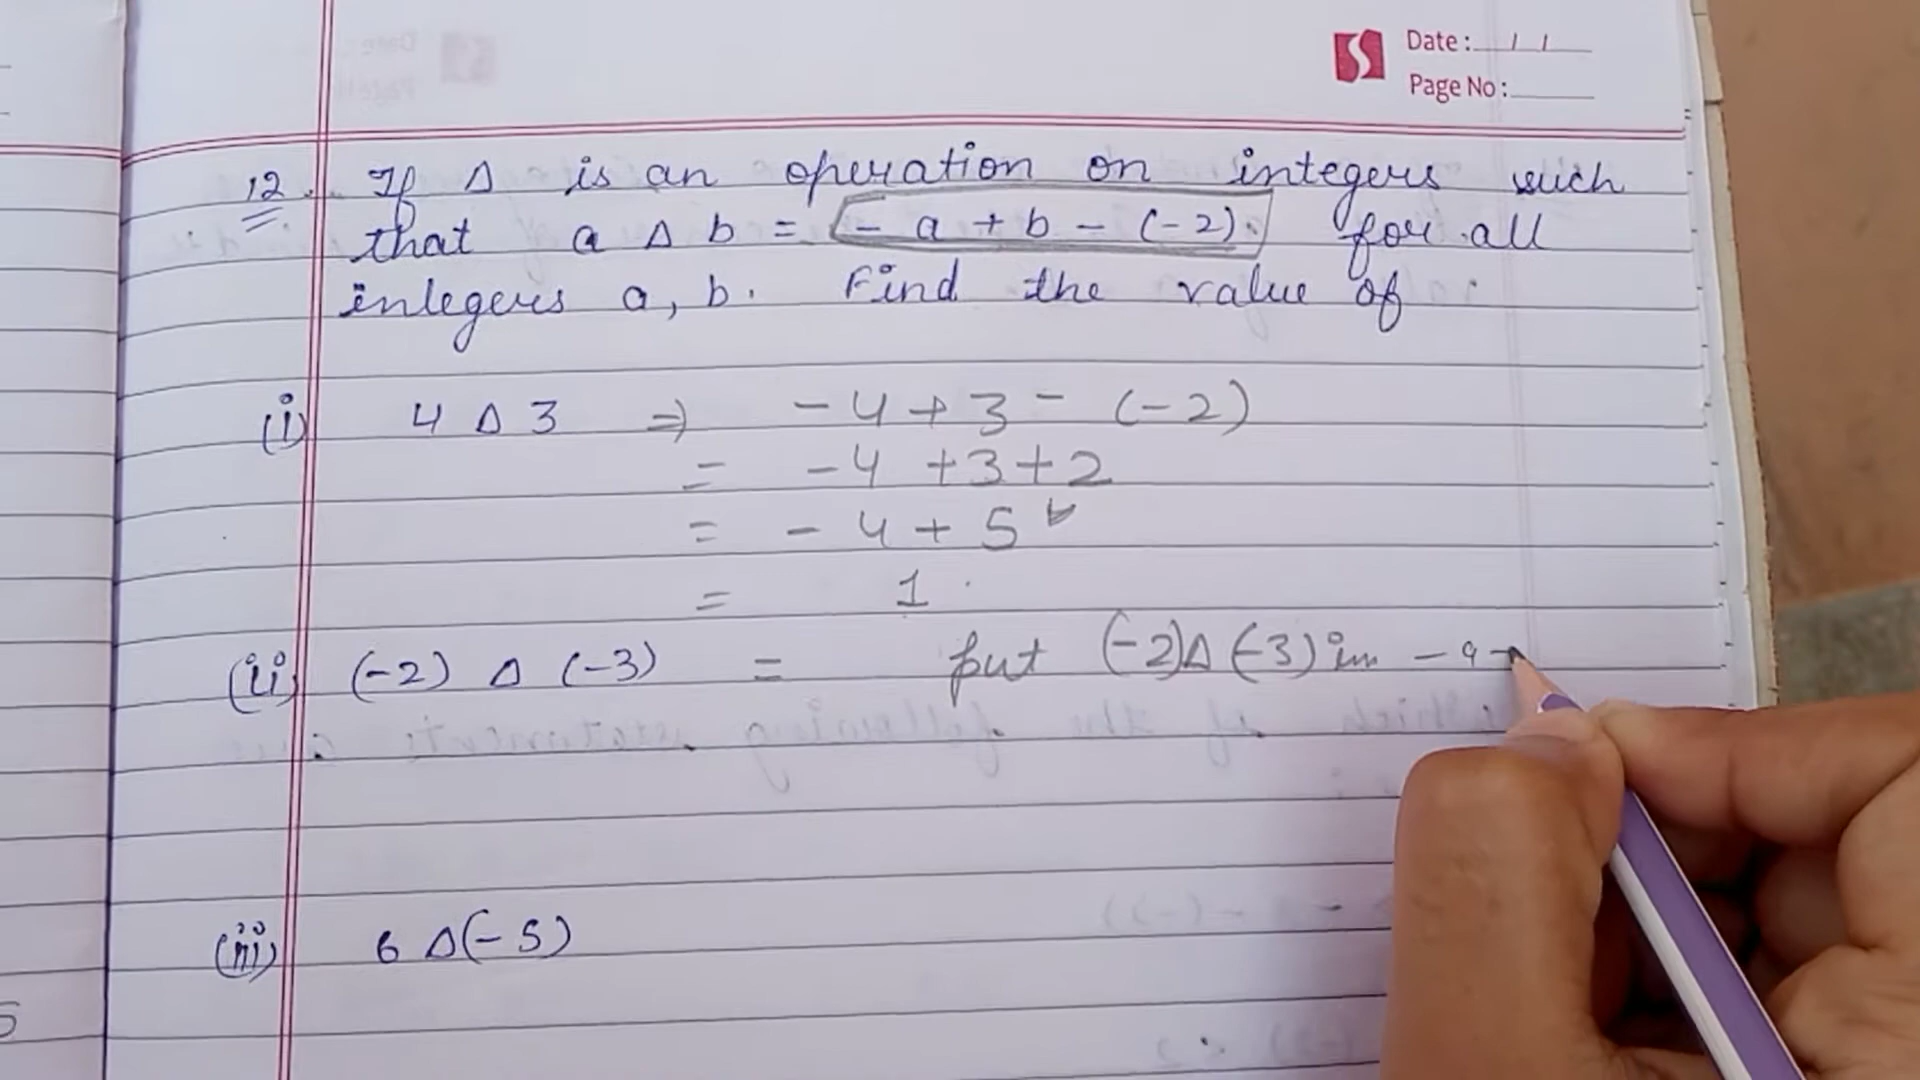 Date: / /
Page No:
12. If Δ is an operation on integers such
that a Δ b = - a + b - (-2). for all
integers a, b. Find the value of :
(i) 4 Δ 3 ⇒ - 4 + 3 - (-2)
= - 4 + 3 + 2
= - 4 + 5
= 1.
(ii) (-2) Δ (-3) = put (-2) Δ (-3) in - a
(iii) 6 Δ (- 5)